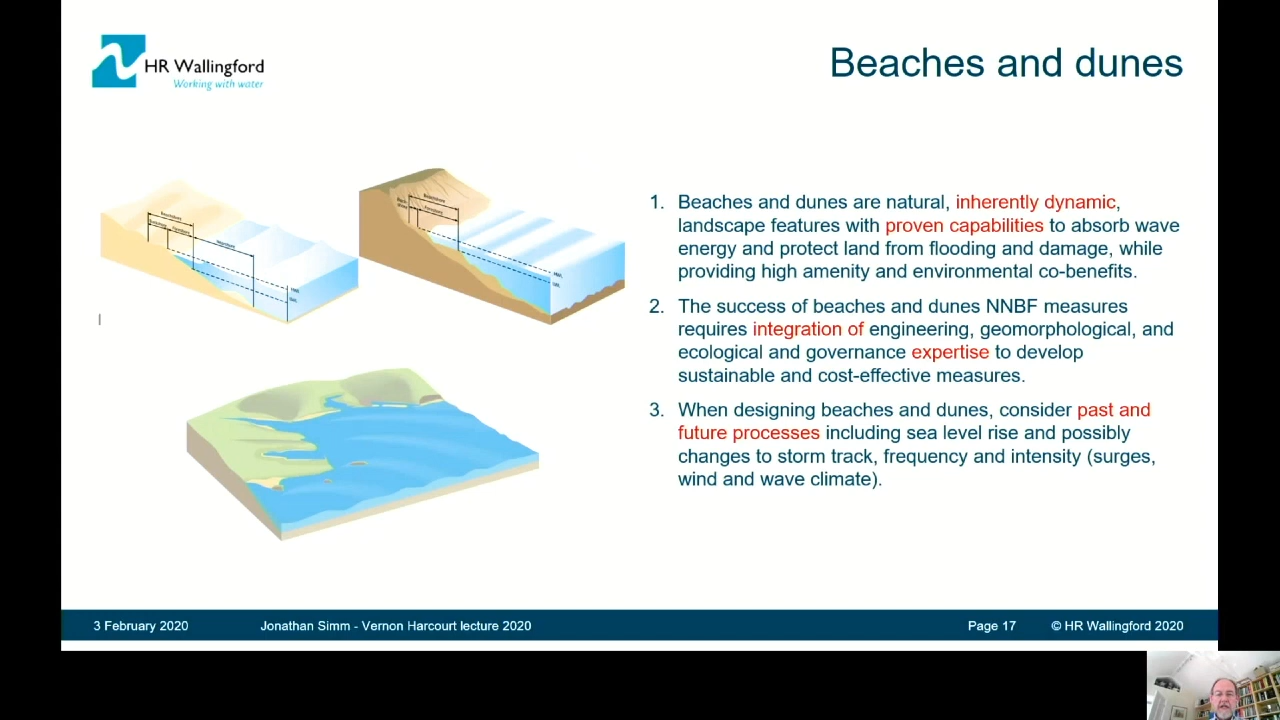 HR Wallingford
Working with water
Beaches and dunes
1. Beaches and dunes are natural, inherently dynamic,
landscape features with proven capabilities to absorb wave
energy and protect land from flooding and damage, while
providing high amenity and environmental co-benefits.
2. The success of beaches and dunes NNBF measures
requires integration of engineering, geomorphological, and
ecological and governance expertise to develop
sustainable and cost-effective measures.
3. When designing beaches and dunes, consider past and
future processes including sea level rise and possibly
changes to storm track, frequency and intensity (surges,
wind and wave climate).
3 February 2020
Jonathan Simm - Vernon Harcourt lecture 2020
Page 17
© HR Wallingford 2020